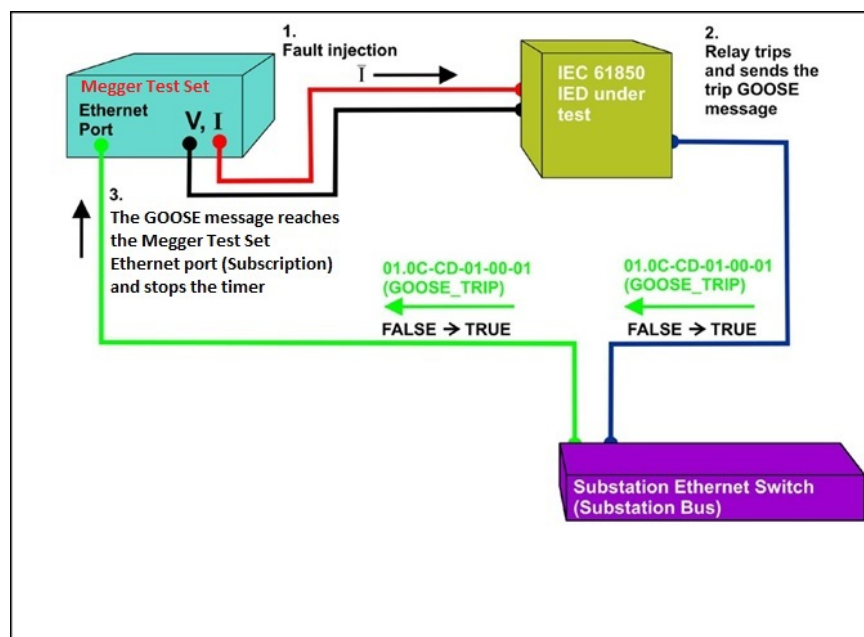 1.
Fault injection
I
Megger Test Set
Ethernet
Port
V, I
IEC 61850
IED under
test
2.
Relay trips
and sends the
trip GOOSE
message
3.
The GOOSE message reaches
the Megger Test Set
Ethernet port (Subscription)
and stops the timer
01.0C-CD-01-00-01
(GOOSE_TRIP)
FALSE → TRUE
01.0C-CD-01-00-01
(GOOSE_TRIP)
FALSE → TRUE
Substation Ethernet Switch
(Substation Bus)